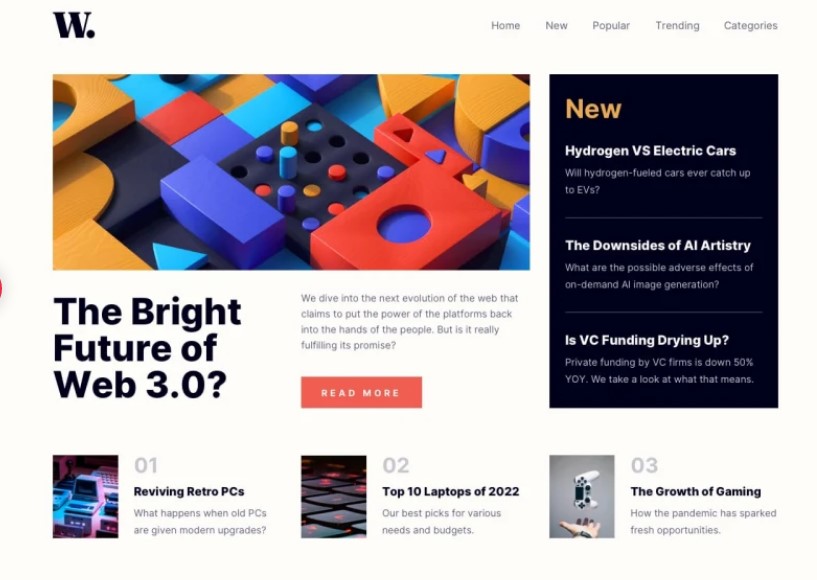 W.
Home New Popular Trending Categories
The Bright
Future of
Web 3.0?
We dive into the next evolution of the web that
claims to put the power of the platforms back
into the hands of the people. But is it really
fulfilling its promise?
READ MORE
New
Hydrogen VS Electric Cars
Will hydrogen-fueled cars ever catch up
to EVs?
The Downsides of AI Artistry
What are the possible adverse effects of
on-demand AI image generation?
Is VC Funding Drying Up?
Private funding by VC firms is down 50%
YOY. We take a look at what that means.
01
Reviving Retro PCs
What happens when old PCs
are given modern upgrades?
02
Top 10 Laptops of 2022
Our best picks for various
needs and budgets.
03
The Growth of Gaming
How the pandemic has sparked
fresh opportunities.